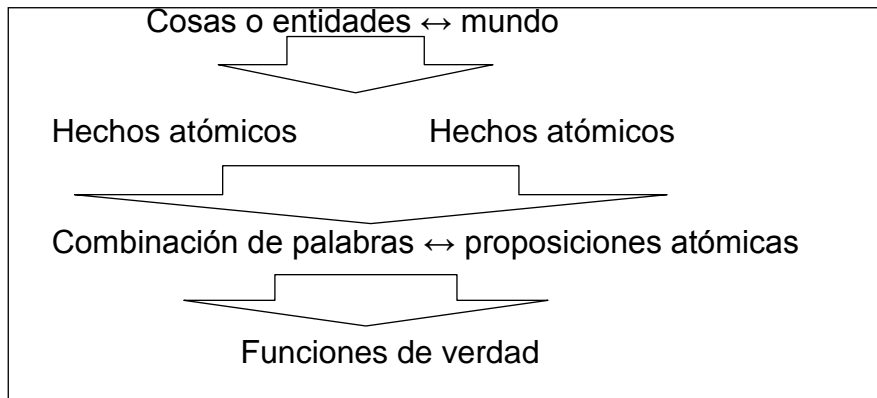 Cosas o entidades ↔ mundo
Hechos atómicos Hechos atómicos
Combinación de palabras ↔ proposiciones atómicas
Funciones de verdad